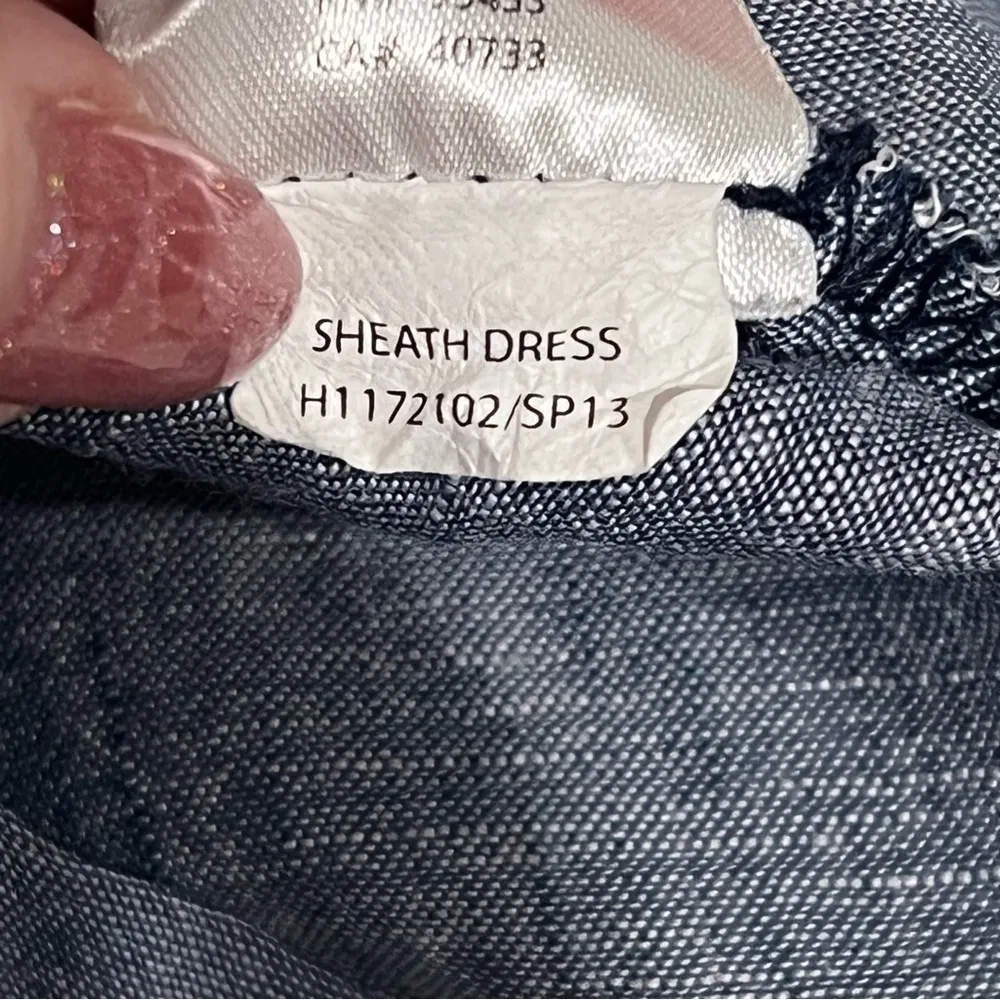 CA# 40733
SHEATH DRESS
H1172102/SP13